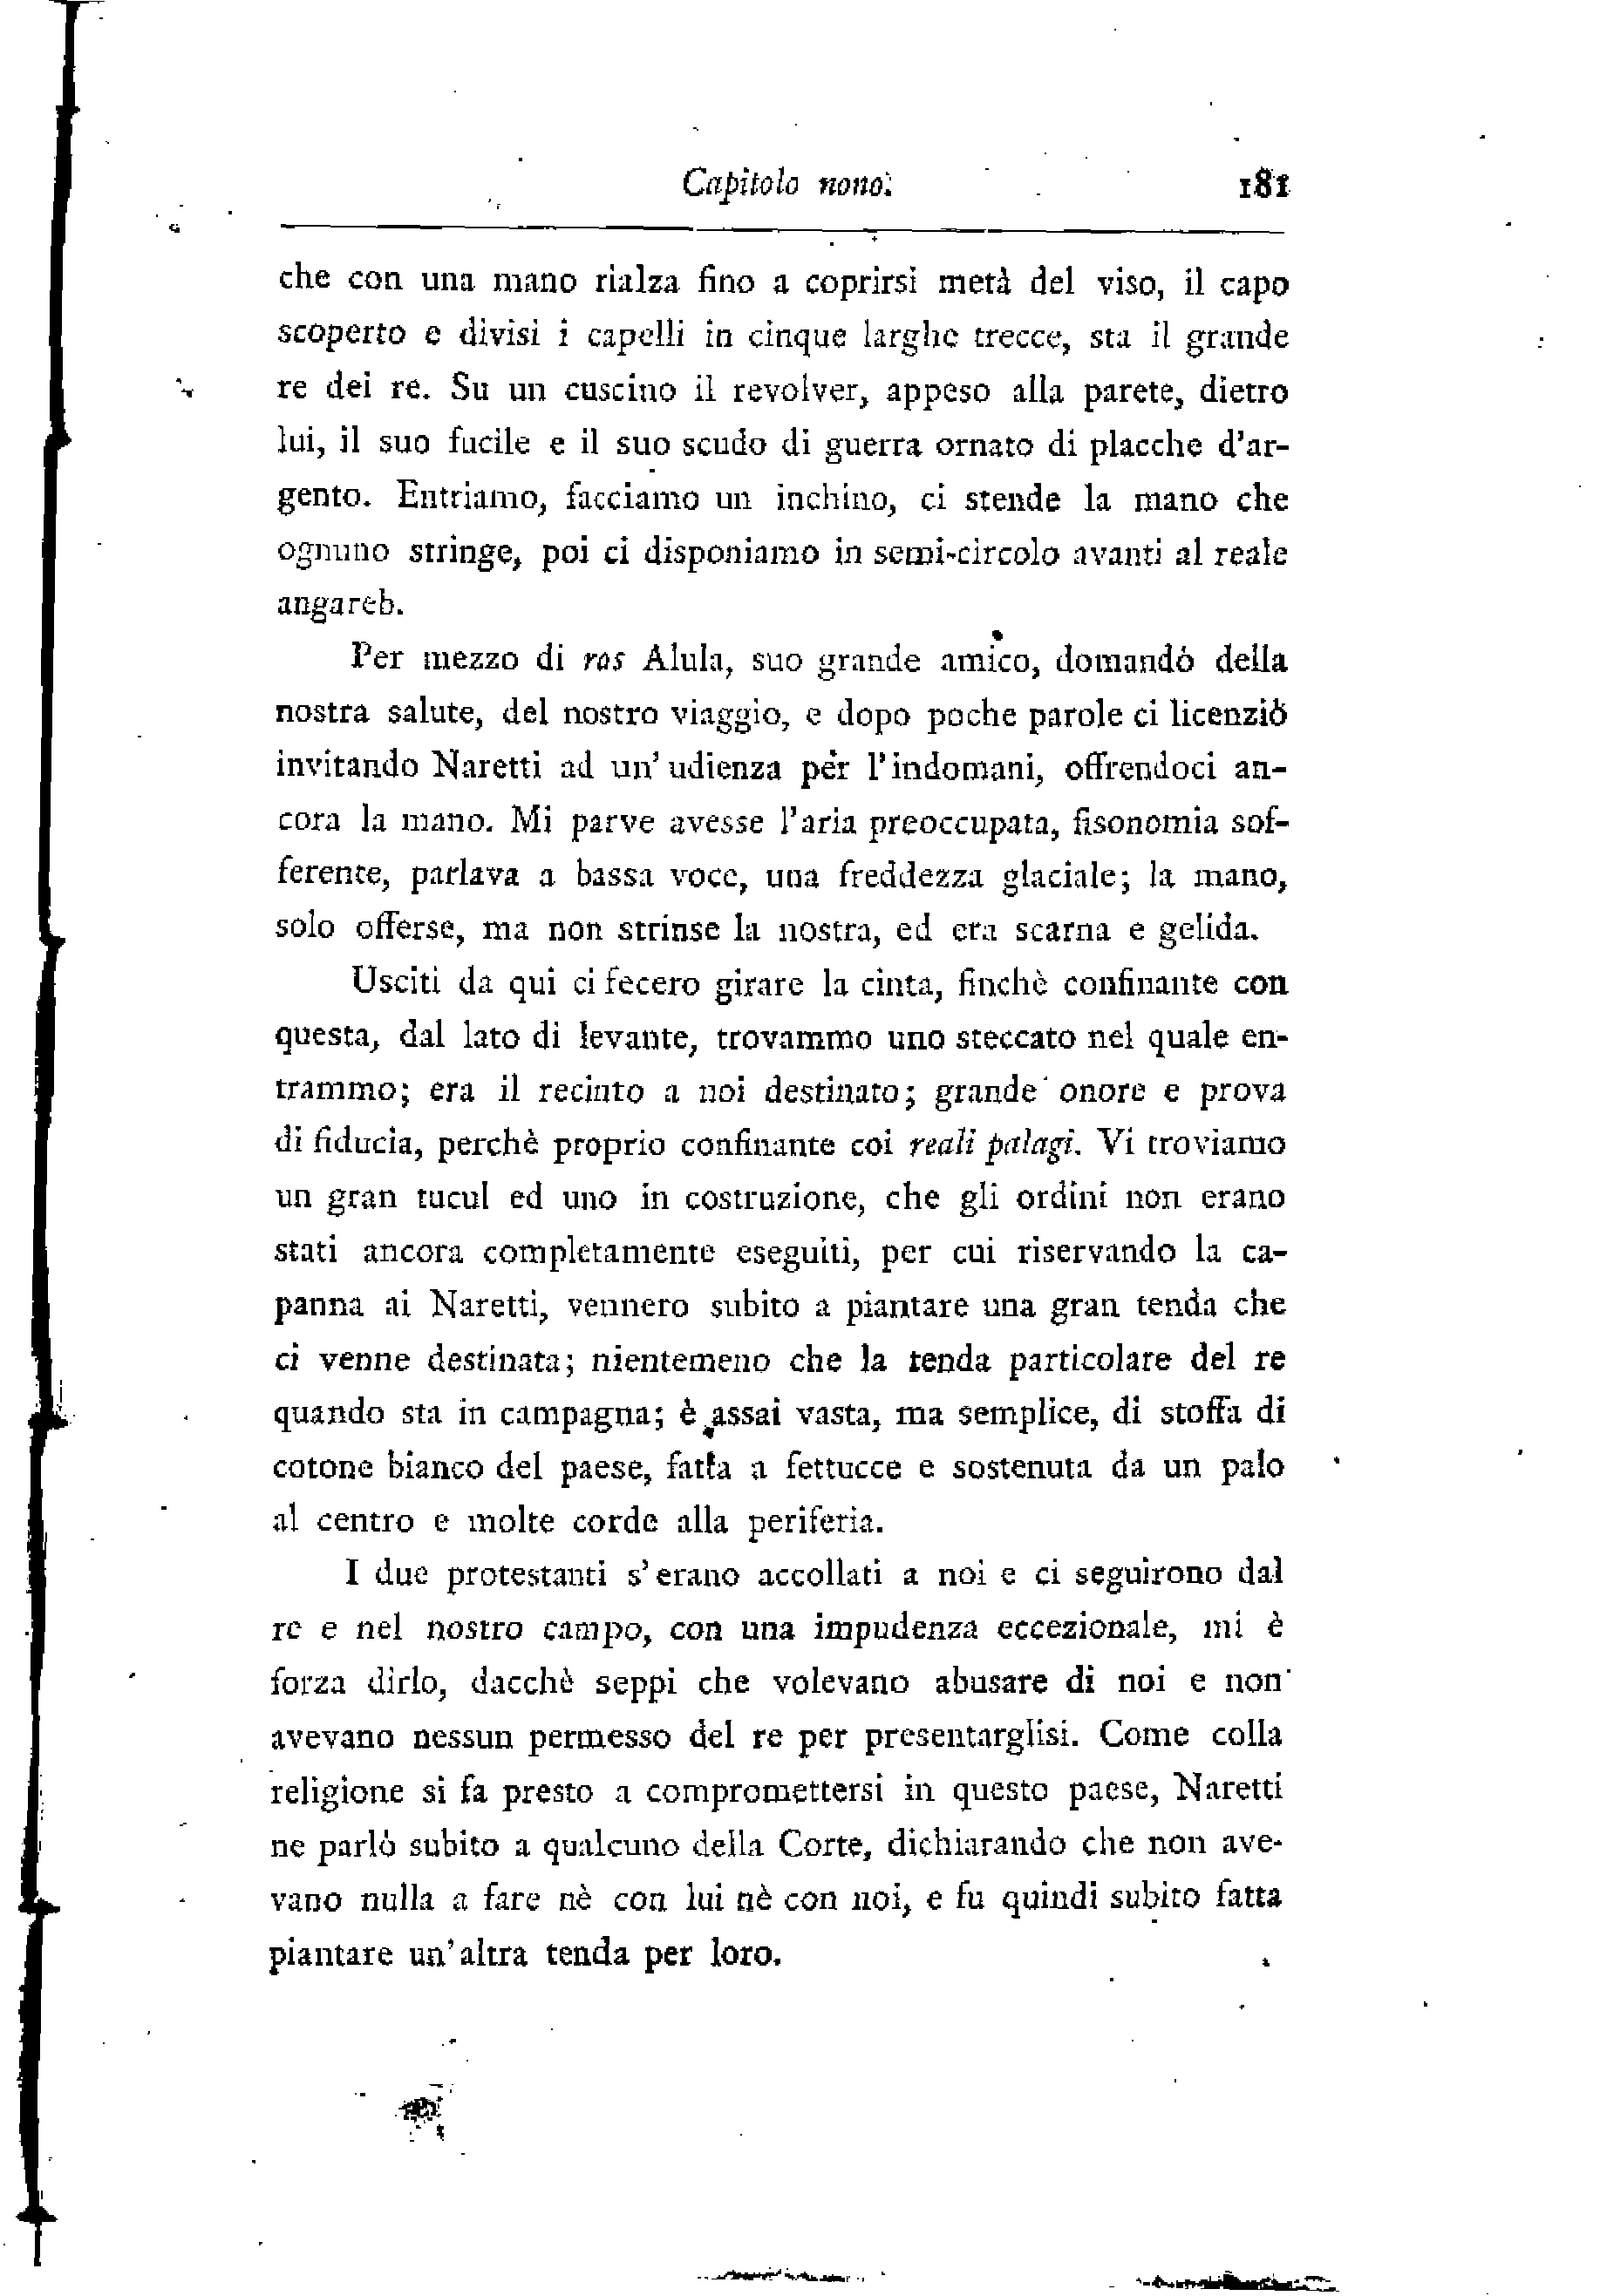 Capitolo nono. 181
che con una mano rialza fino a coprirsi metà del viso, il capo
scoperto e divisi i capelli in cinque larghe trecce, sta il grande
re dei re. Su un cuscino il revolver, appeso alla parete, dietro
lui, il suo fucile e il suo scudo di guerra ornato di placche d'ar-
gento. Entriamo, facciamo un inchino, ci stende la mano che
ognuno stringe, poi ci disponiamo in semi-circolo avanti al reale
angareb.
Per mezzo di ras Alula, suo grande amico, domandò della
nostra salute, del nostro viaggio, e dopo poche parole ci licenziò
invitando Naretti ad un' udienza per l'indomani, offrendoci an-
cora la mano. Mi parve avesse l'aria preoccupata, fisonomia sof-
ferente, parlava a bassa voce, una freddezza glaciale; la mano,
solo offerse, ma non strinse la nostra, ed era scarna e gelida.
Usciti da qui ci fecero girare la cinta, finchè confinante con
questa, dal lato di levante, trovammo uno steccato nel quale en-
trammo; era il recinto a noi destinato; grande onore e prova
di fiducia, perchè proprio confinante coi reali palagi. Vi troviamo
un gran tucul ed uno in costruzione, che gli ordini non erano
stati ancora completamente eseguiti, per cui riservando la ca-
panna ai Naretti, vennero subito a piantare una gran tenda che
ci venne destinata; nientemeno che la tenda particolare del re
quando sta in campagna; è assai vasta, ma semplice, di stoffa di
cotone bianco del paese, fatta a fettucce e sostenuta da un palo
al centro e molte corde alla periferia.
I due protestanti s'erano accollati a noi e ci seguirono dal
re e nel nostro campo, con una impudenza eccezionale, mi è
forza dirlo, dacchè seppi che volevano abusare di noi e non
avevano nessun permesso del re per presentarglisi. Come colla
religione si fa presto a compromettersi in questo paese, Naretti
ne parlò subito a qualcuno della Corte, dichiarando che non ave-
vano nulla a fare nè con lui nè con noi, e fu quindi subito fatta
piantare un'altra tenda per loro.